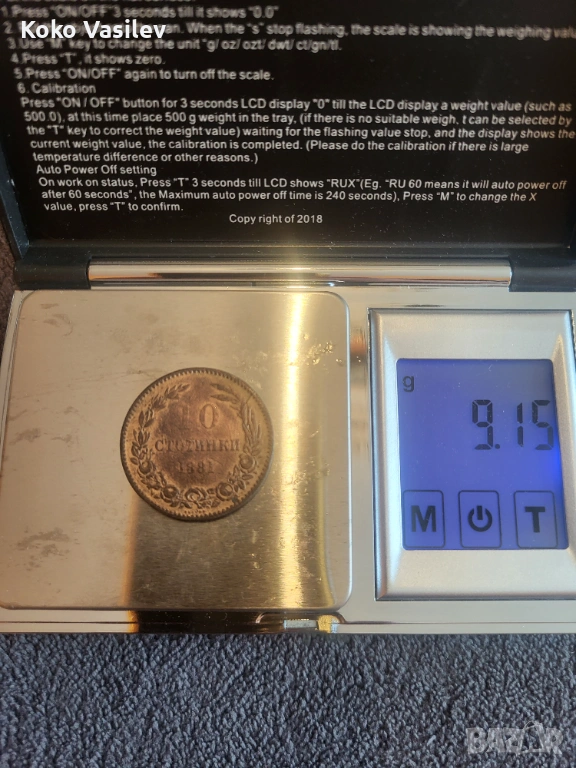 Koko Vasilev
1.Press "ON/OFF" 3 seconds till it shows "0.0"
When the "s" stop flashing, the scale is showing the weighing valu
3.Use "M" key to change the unit "g/ oz/ ozt/ dwt/ ct/gn/tl.
4.Press "T", it shows zero.
5.Press "ON/OFF" again to turn off the scale.
6. Calibration
Press "ON / OFF" button for 3 seconds LCD display "0" till the LCD display a weight value (such as
500.0), at this time place 500 g weight in the tray, (if there is no suitable weigh, t can be selected by
the "T" key to correct the weight value) waiting for the flashing value stop, and the display shows the
current weight value, the calibration is completed. (Please do the calibration if there is large
temperature difference or other reasons.)
Auto Power Off setting
On work on status, Press "T" 3 seconds till LCD shows "RUX"(Eg. "RU 60 means it will auto power off
after 60 seconds", the Maximum auto power off time is 240 seconds), Press "M" to change the X
value, press "T" to confirm.
Copy right of 2018
g
9.15
M T
10
СТОТИНКИ
1881
BAZAR